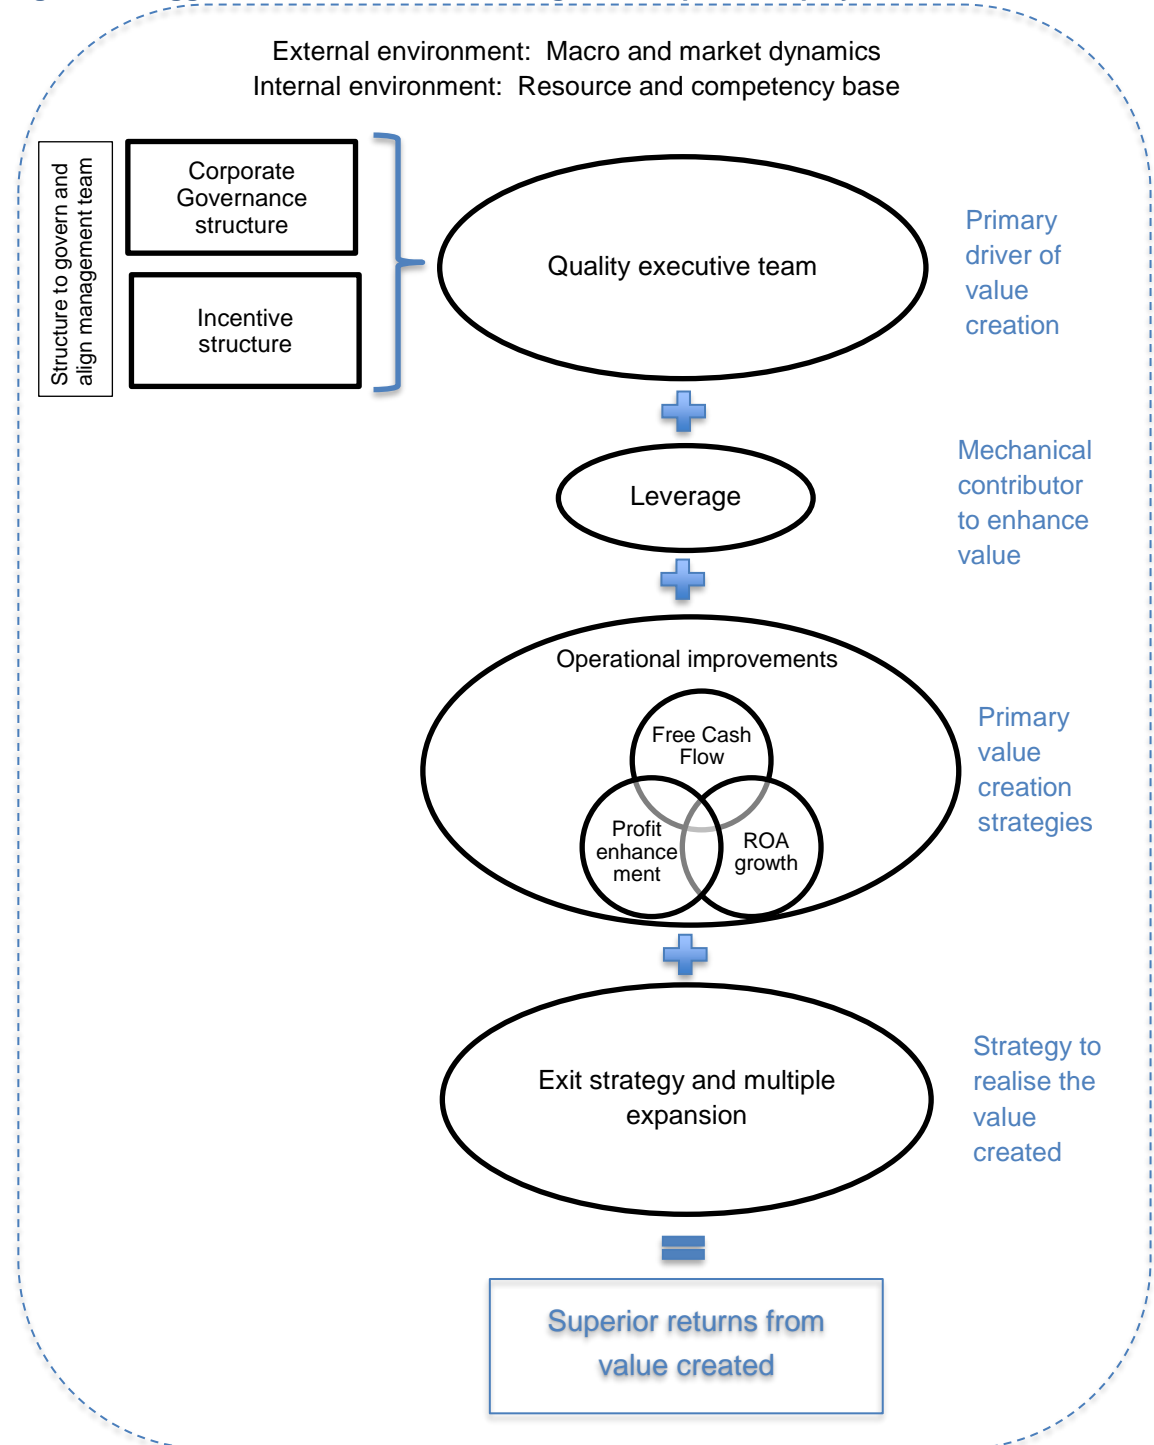 External environment: Macro and market dynamics
Internal environment: Resource and competency base
Structure to govern and
align management team
Corporate
Governance
structure
Incentive
structure
Quality executive team
Primary
driver of
value
creation
Leverage
Mechanical
contributor
to enhance
value
Operational improvements
Free Cash
Flow
Profit
enhance
ment
ROA
growth
Primary
value
creation
strategies
Exit strategy and multiple
expansion
Strategy to
realise the
value
created
Superior returns from
value created